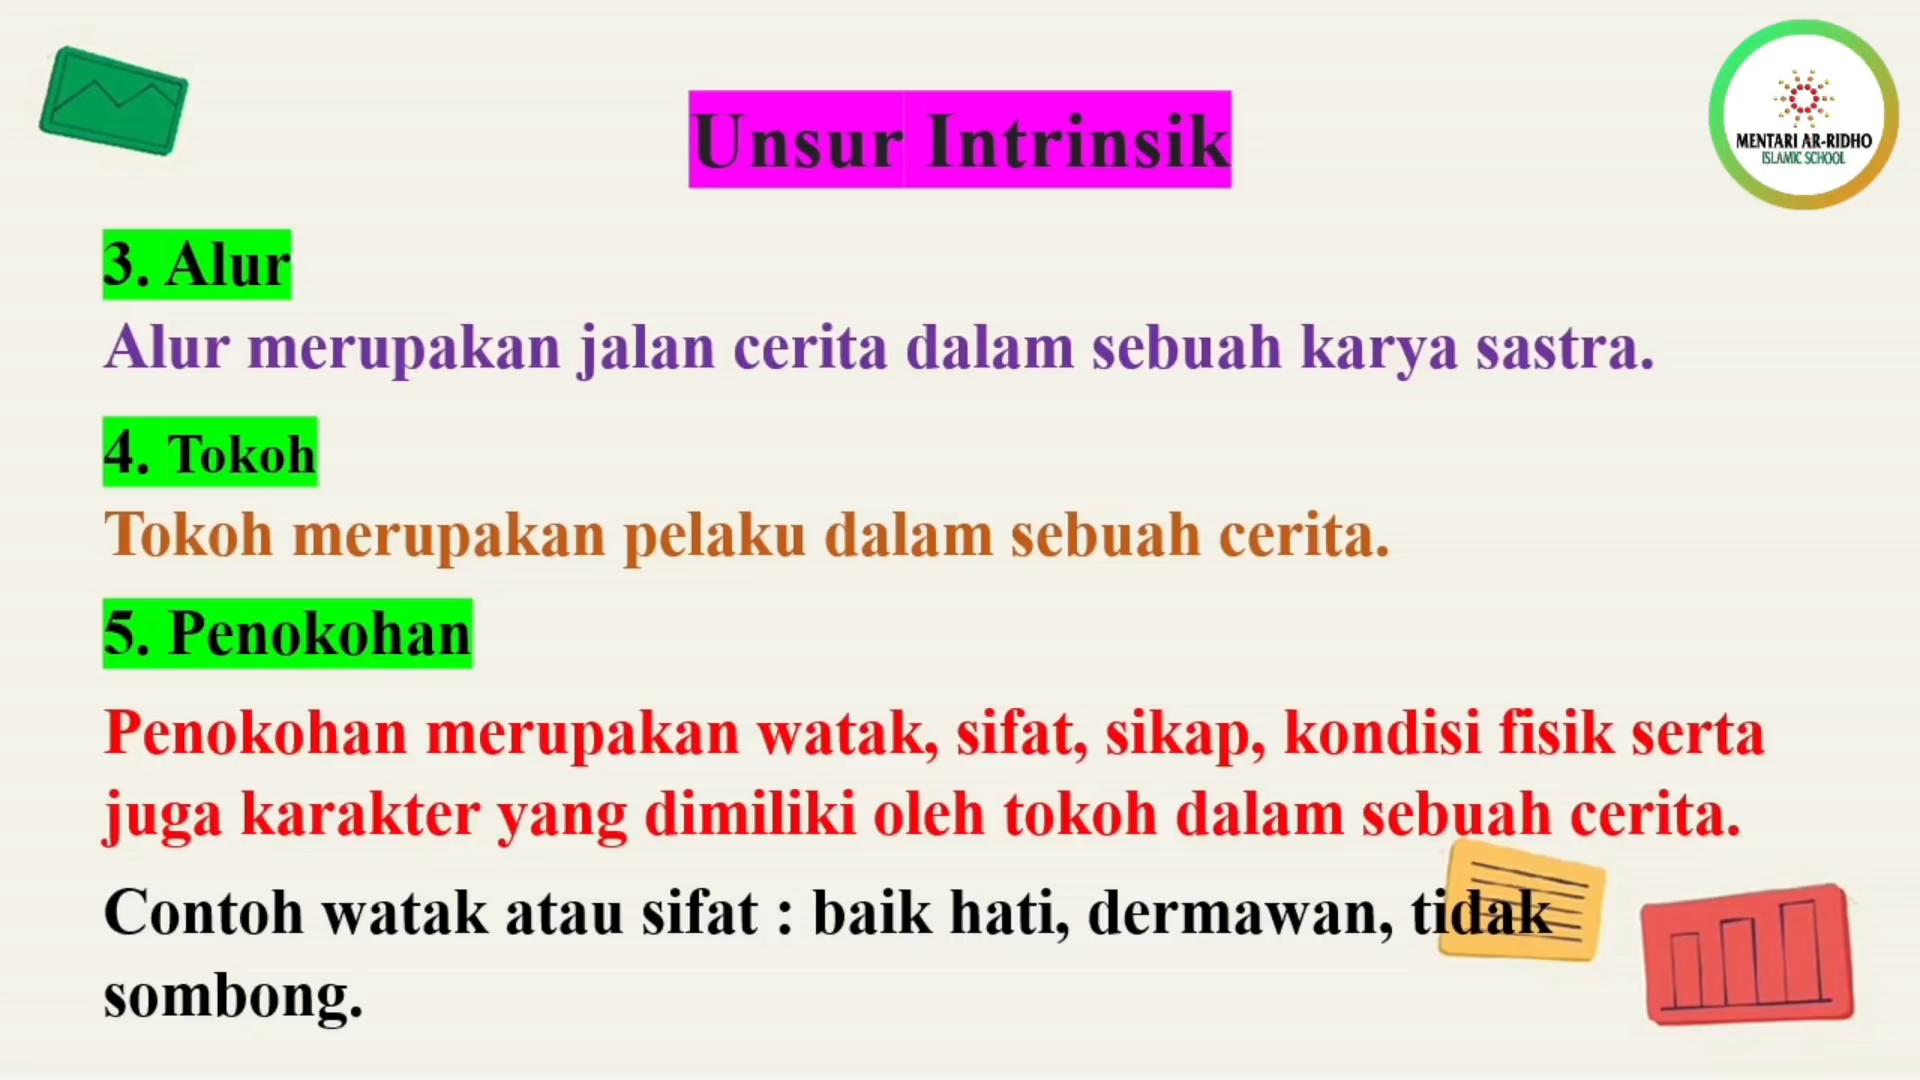 Unsur Intrinsik
MENTARI AR-RIDHO
ISLAMIC SCHOOL
3. Alur
Alur merupakan jalan cerita dalam sebuah karya sastra.
4. Tokoh
Tokoh merupakan pelaku dalam sebuah cerita.
5. Penokohan
Penokohan merupakan watak, sifat, sikap, kondisi fisik serta
juga karakter yang dimiliki oleh tokoh dalam sebuah cerita.
Contoh watak atau sifat : baik hati, dermawan, tidak
sombong.